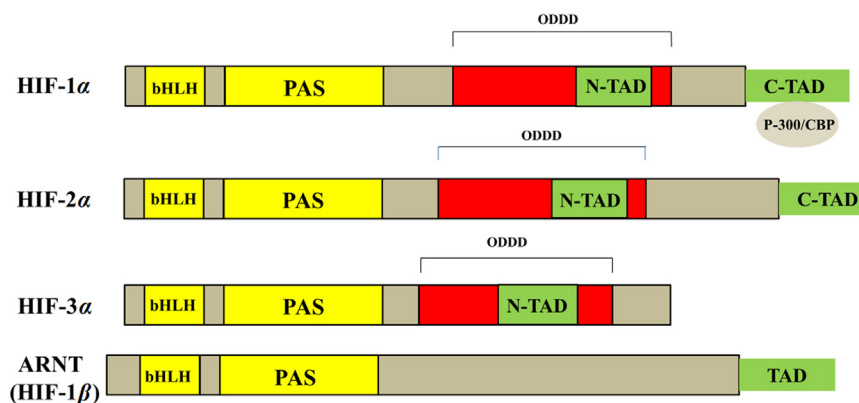 ODDD
HIF-1α bHLH PAS N-TAD C-TAD
P-300/CBP
ODDD
HIF-2α bHLH PAS N-TAD C-TAD
ODDD
HIF-3α bHLH PAS N-TAD
ARNT
(HIF-1β) bHLH PAS TAD